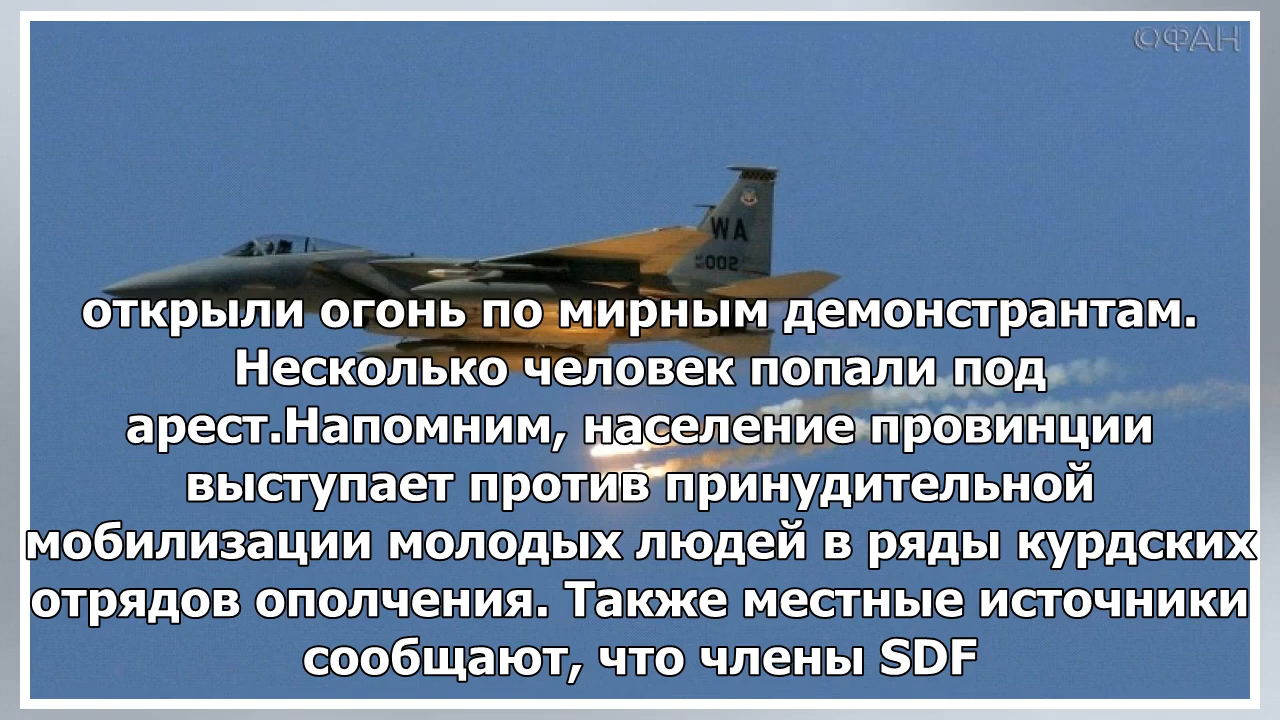 ©ФАН
WA
002
открыли огонь по мирным демонстрантам.
Несколько человек попали под
арест.Напомним, население провинции
выступает против принудительной
мобилизации молодых людей в ряды курдских
отрядов ополчения. Также местные источники
сообщают, что члены SDF